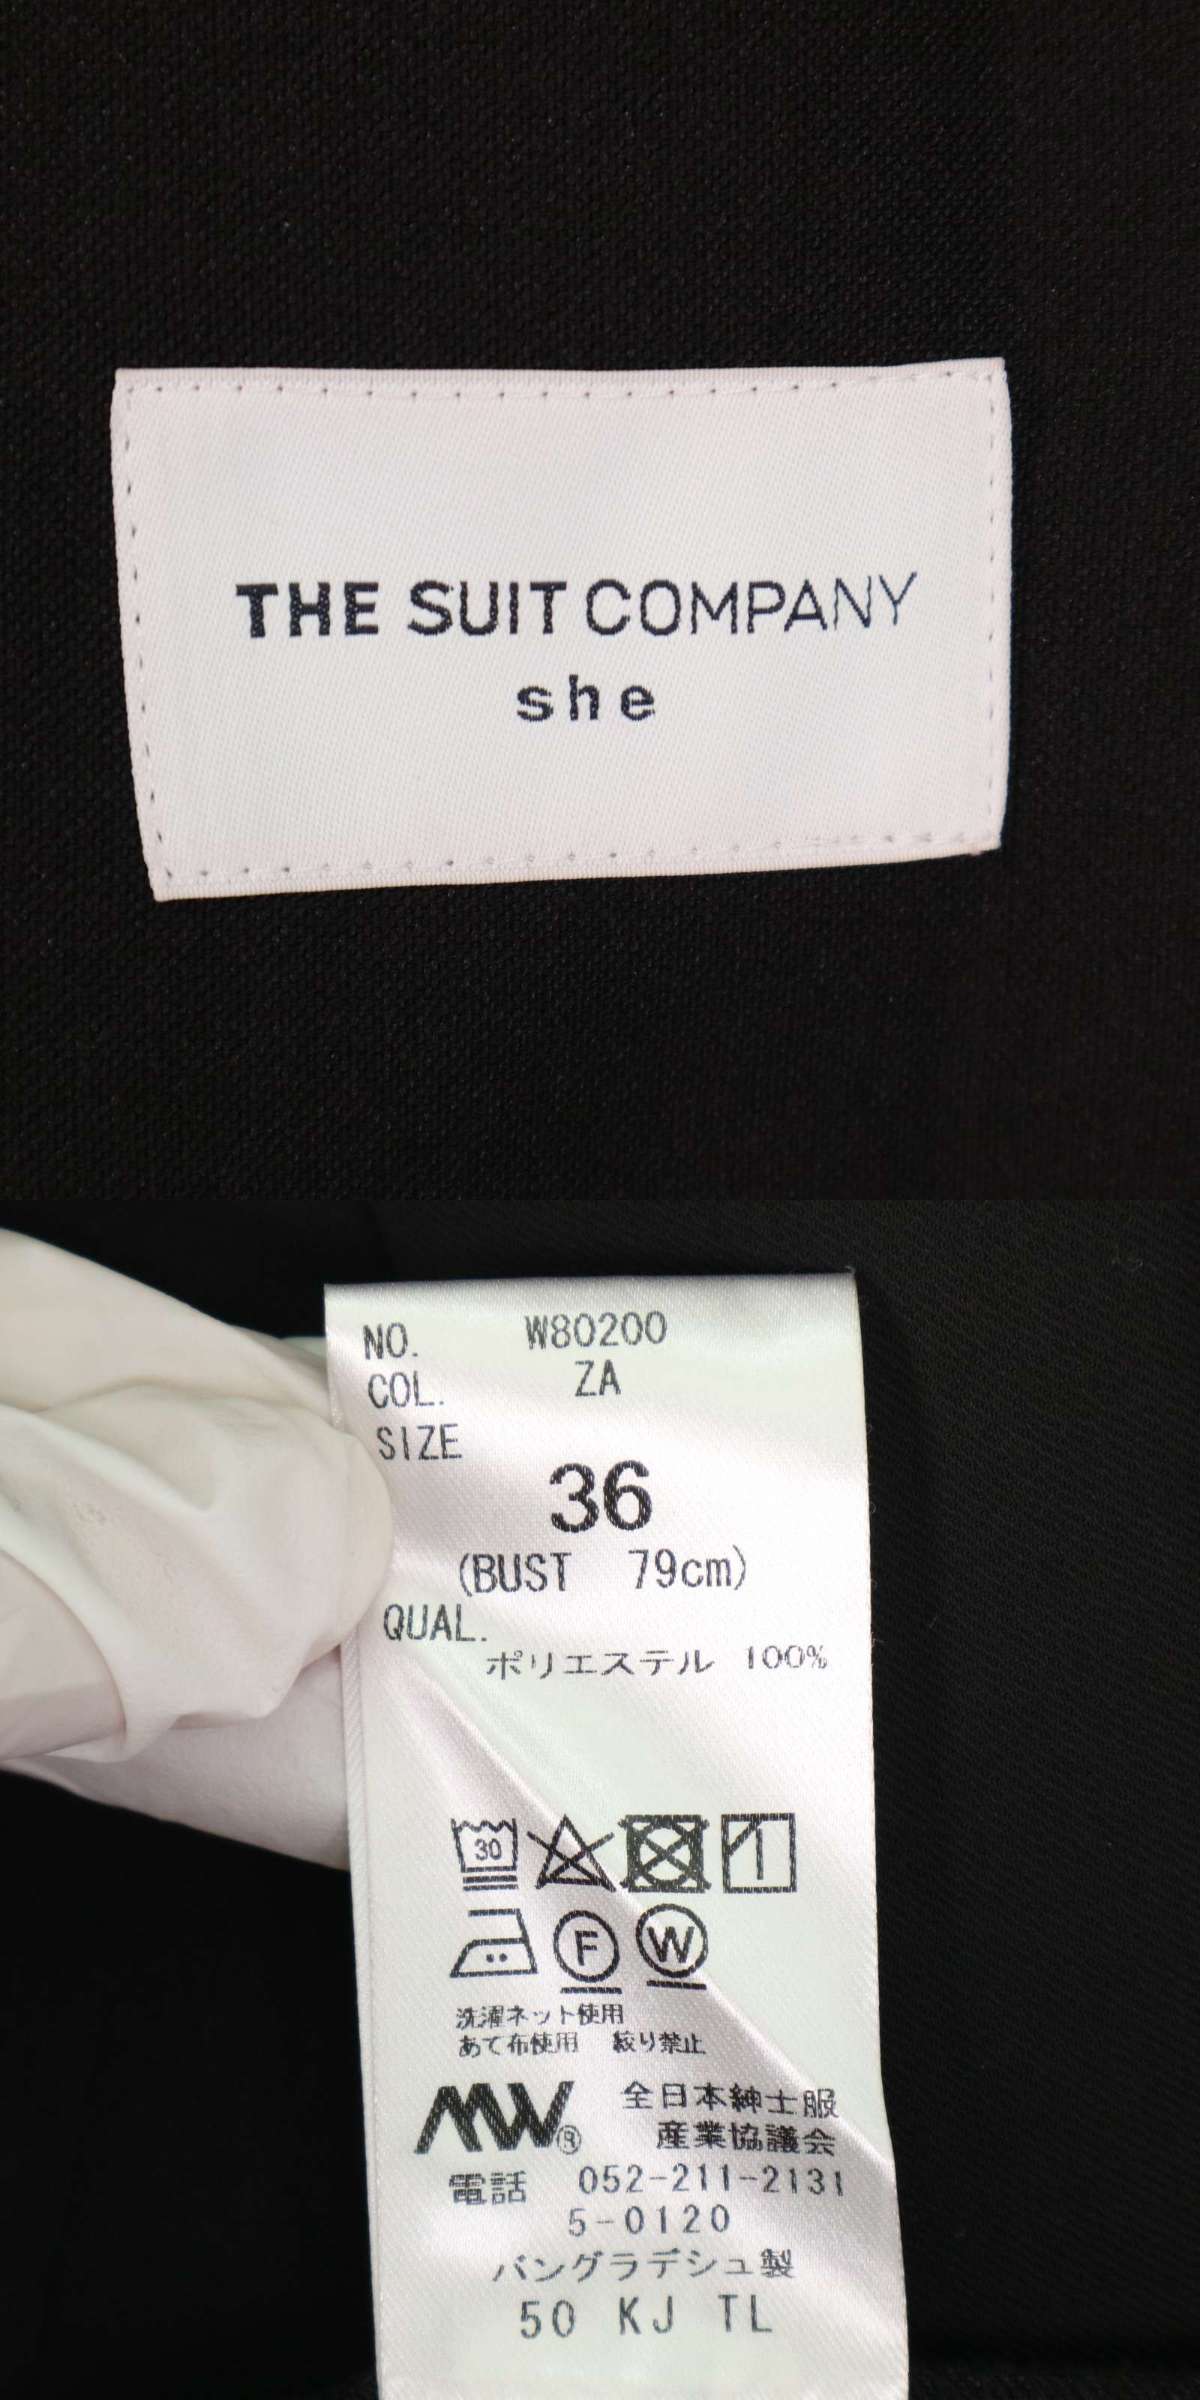 THE SUIT COMPANY
she
NO. W80200
COL. ZA
SIZE
36
(BUST 79cm)
QUAL.
ポリエステル 100%
30
F W
洗濯ネット使用
あて布使用 絞り禁止
MW® 全日本紳士服
産業協議会
電話 052-211-2131
5-0120
バングラデシュ製
50 KJ TL